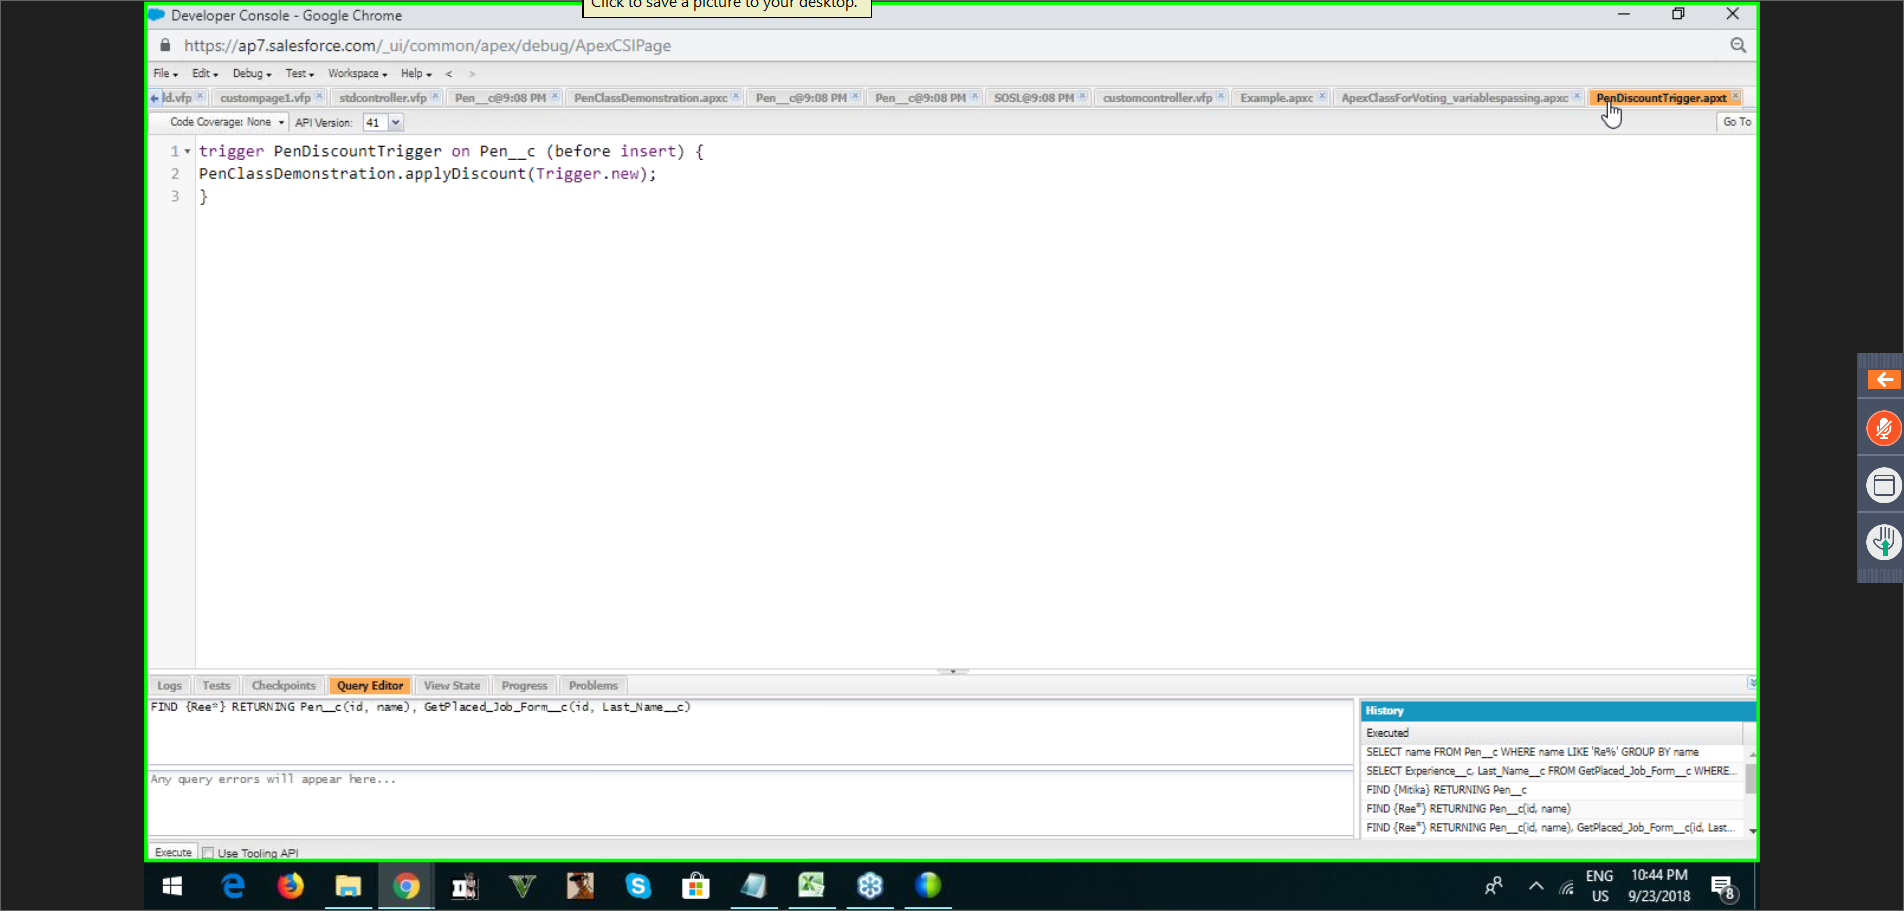 Click to save a picture to your desktop.
Developer Console - Google Chrome
https://ap7.salesforce.com/_ui/common/apex/debug/ApexCSIPage
File Edit Debug Test Workspace Help < >
ld.vfp custompage1.vfp stdcontroller.vfp Pen__c@9:08 PM PenClassDemonstration.apxc Pen__c@9:08 PM Pen__c@9:08 PM SOSL@9:08 PM customcontroller.vfp Example.apxc ApexClassForVoting_variablespassing.apxc PenDiscountTrigger.apxt
Code Coverage: None API Version: 41 Go To
1 trigger PenDiscountTrigger on Pen__c (before insert) {
2 PenClassDemonstration.applyDiscount(Trigger.new);
3 }
Logs Tests Checkpoints Query Editor View State Progress Problems
FIND {Ree*} RETURNING Pen__c(id, name), GetPlaced_Job_Form__c(id, Last_Name__c)
Any query errors will appear here...
History
Executed
SELECT name FROM Pen__c WHERE name LIKE 'Re%' GROUP BY name
SELECT Experience__c, Last_Name__c FROM GetPlaced_Job_Form__c WHERE...
FIND {Mitika} RETURNING Pen__c
FIND {Ree*} RETURNING Pen__c(id, name)
FIND {Ree*} RETURNING Pen__c(id, name), GetPlaced_Job_Form__c(id, Last...
Execute Use Tooling API
ENG 10:44 PM
US 9/23/2018 8